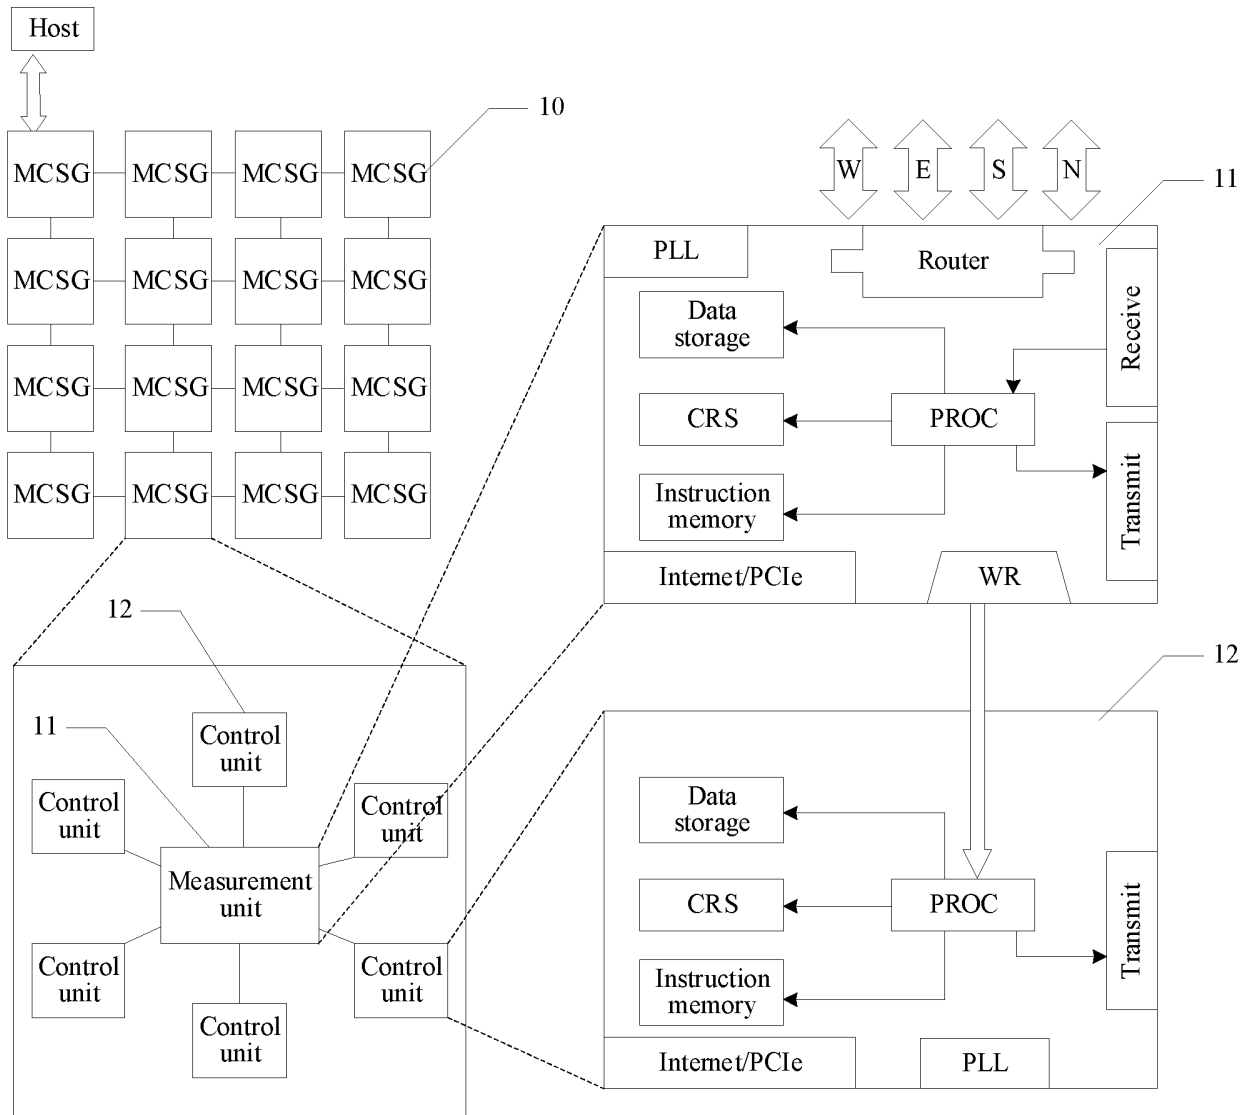 Host
10
MCSG MCSG MCSG MCSG
MCSG MCSG MCSG MCSG
MCSG MCSG MCSG MCSG
MCSG MCSG MCSG MCSG
12
11
Control
unit
Control
unit
Control
unit
Measurement
unit
Control
unit
Control
unit
Control
unit
W E S N
11
PLL
Router
Receive
Data
storage
CRS
PROC
Instruction
memory
Transmit
Internet/PCIe
WR
12
Data
storage
CRS
PROC
Transmit
Instruction
memory
Internet/PCIe
PLL